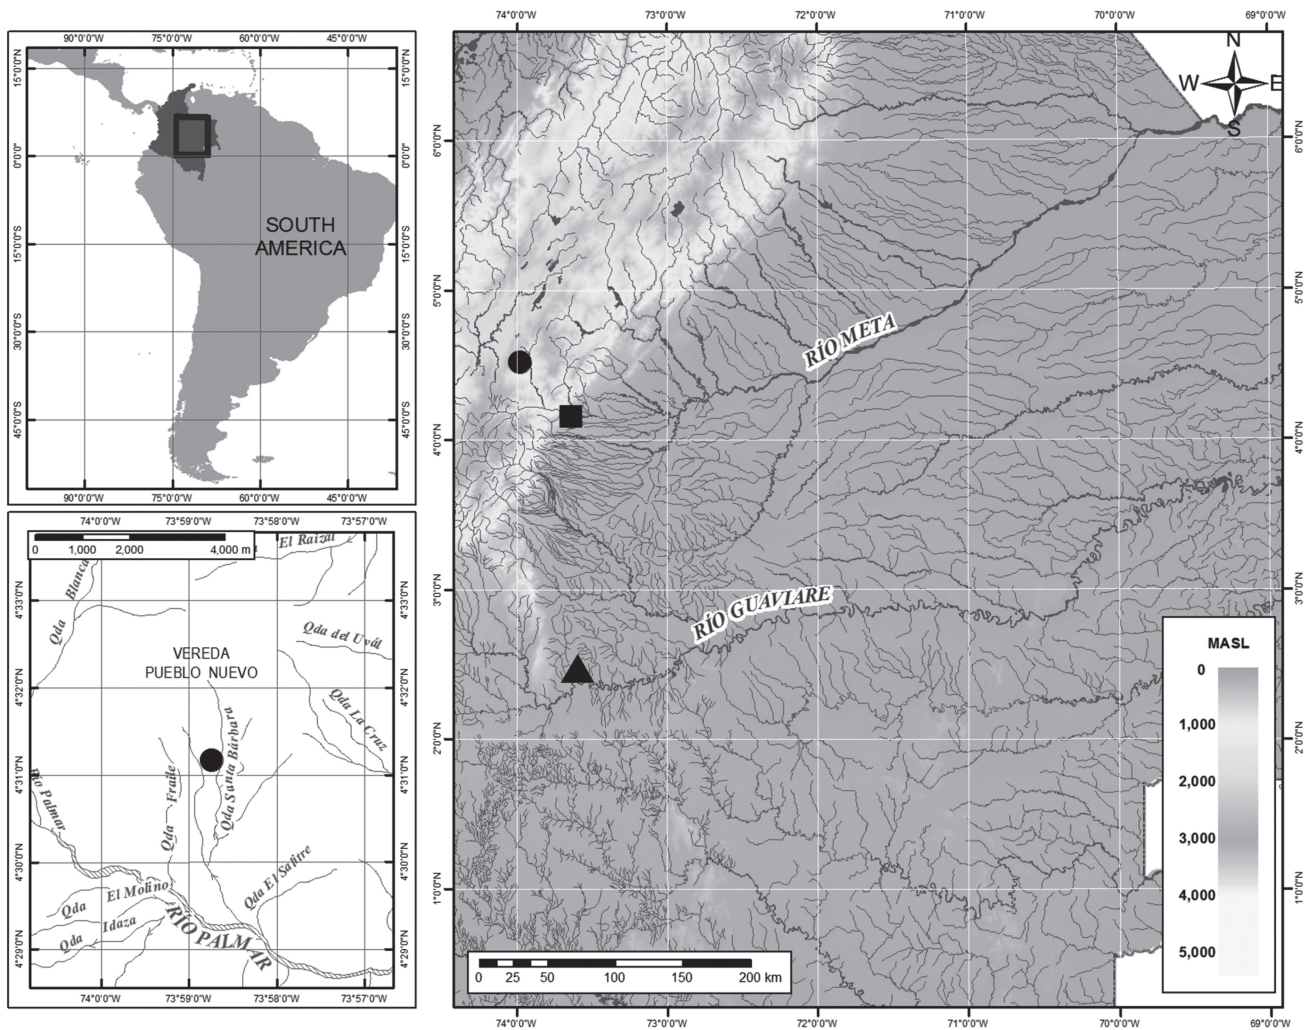 90°0'0"W 75°0'0"W 60°0'0"W 45°0'0"W
15°0'0"N
0°0'0"
15°0'0"S
30°0'0"S
45°0'0"S
15°0'0"N
0°0'0"
15°0'0"S
30°0'0"S
45°0'0"S
SOUTH
AMERICA
90°0'0"W 75°0'0"W 60°0'0"W 45°0'0"W
74°0'0"W 73°59'0"W 73°58'0"W 73°57'0"W
0 1,000 2,000 4,000 m
El Raizal
Qda Blanca
Qda del Uvál
VEREDA
PUEBLO NUEVO
Qda La Cruz
Qda Santa Bárbara
Qda Fraile
Río Palmar
Qda El Salitre
Qda El Molino
Qda Idaza
RÍO PALMAR
4°33'0"N
4°32'0"N
4°31'0"N
4°30'0"N
4°29'0"N
4°33'0"N
4°32'0"N
4°31'0"N
4°30'0"N
4°29'0"N
74°0'0"W 73°59'0"W 73°58'0"W 73°57'0"W
74°0'0"W 73°0'0"W 72°0'0"W 71°0'0"W 70°0'0"W 69°0'0"W
N
W E
S
6°0'0"N
5°0'0"N
4°0'0"N
3°0'0"N
2°0'0"N
1°0'0"N
6°0'0"N
5°0'0"N
4°0'0"N
3°0'0"N
2°0'0"N
1°0'0"N
RÍO META
RÍO GUAVIARE
MASL
0
1,000
2,000
3,000
4,000
5,000
0 25 50 100 150 200 km
74°0'0"W 73°0'0"W 72°0'0"W 71°0'0"W 70°0'0"W 69°0'0"W